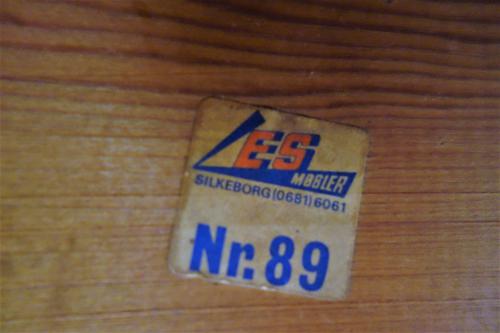 ES
MØBLER
SILKEBORG (0681) 6061
Nr. 89